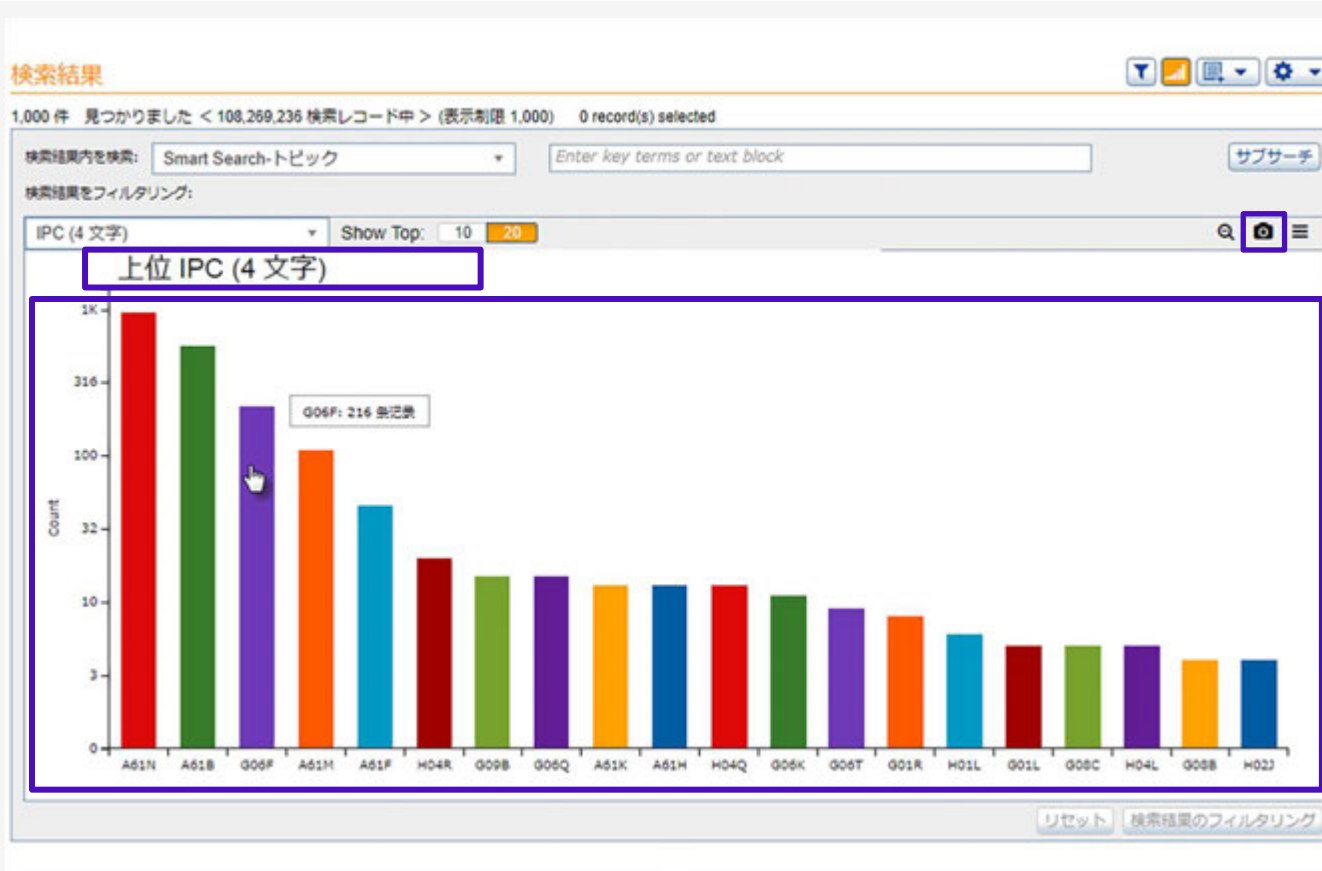 検索結果
1,000 件 見つかりました < 108,269,236 検索レコード中 > (表示制限 1,000) 0 record(s) selected
検索結果内を検索: Smart Search-トピック Enter key terms or text block サブサーチ
検索結果をフィルタリング:
IPC (4 文字) Show Top: 10 20
上位 IPC (4 文字)
1K
316
G06F: 216 条记录
100
Count
32
10
3
0
A61N A61B G06F A61M A61F H04R G09B G06Q A61K A61H H04Q G06K G06T G01R H01L G01L G08C H04L G08B H02J
リセット 検索結果のフィルタリング